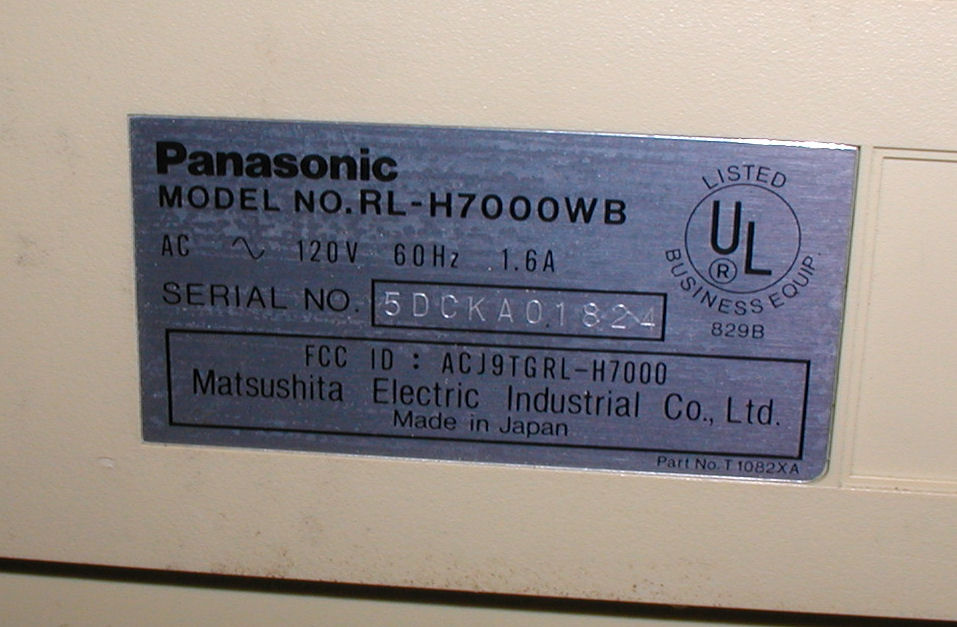 Panasonic
MODEL NO.RL-H7000WB
AC ∿ 120V 60Hz 1.6A
SERIAL NO. 5DCKA01824
LISTED
UL
®
BUSINESS EQUIP.
829B
FCC ID : ACJ9TGRL-H7000
Matsushita Electric Industrial Co., Ltd.
Made in Japan
Part No. T1082XA